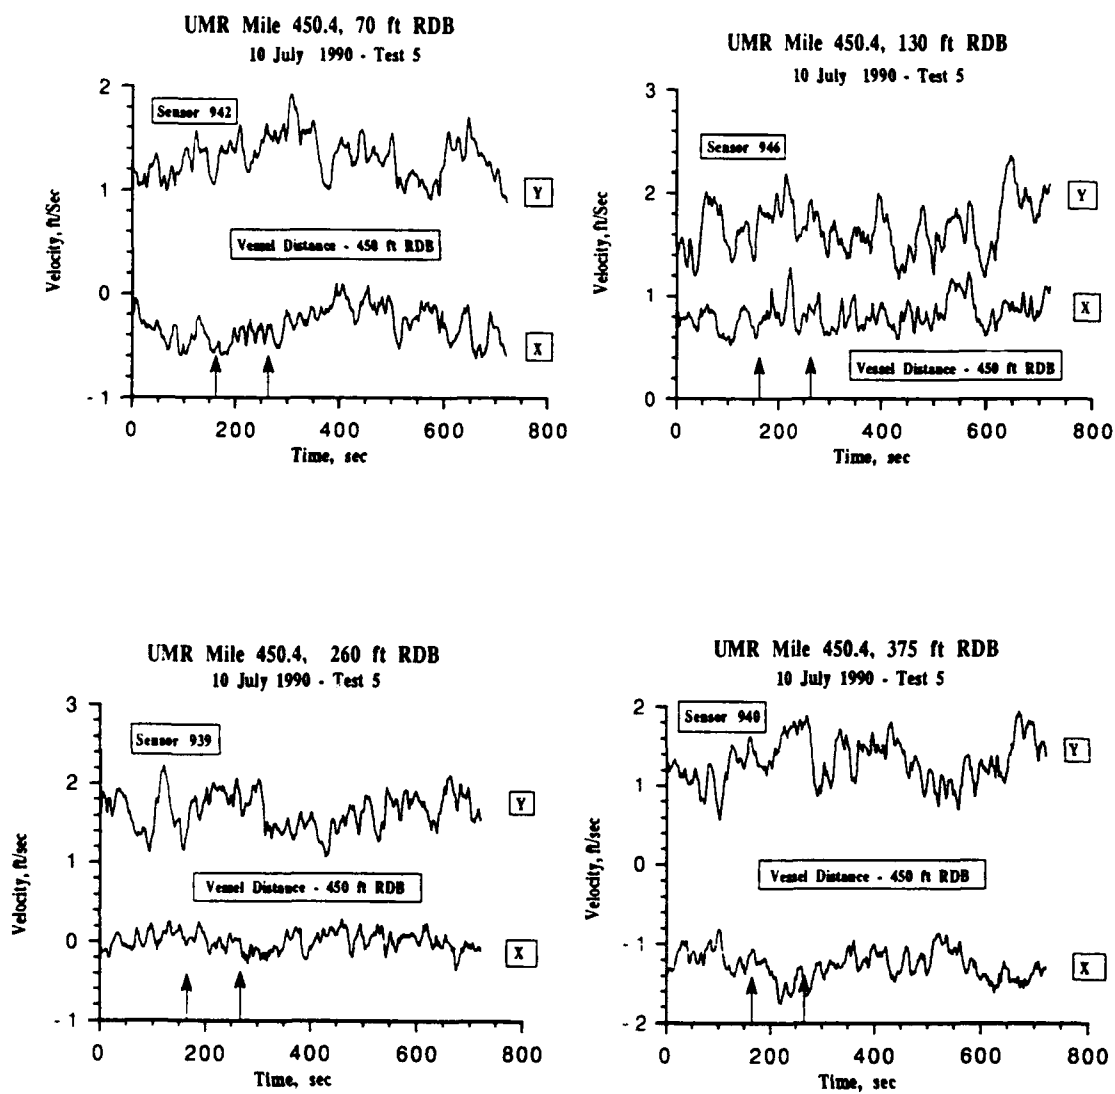 UMR Mile 450.4, 70 ft RDB
10 July 1990 - Test 5
2
1
0
- 1
Velocity, ft/Sec
Sensor 942
Y
Vessel Distance - 450 ft RDB
X
0 200 400 600 800
Time, sec
UMR Mile 450.4, 130 ft RDB
10 July 1990 - Test 5
3
2
1
0
Velocity, ft/Sec
Sensor 946
Y
X
Vessel Distance - 450 ft RDB
0 200 400 600 800
Time, sec
UMR Mile 450.4, 260 ft RDB
10 July 1990 - Test 5
3
2
1
0
- 1
Velocity, ft/sec
Sensor 939
Y
Vessel Distance - 450 ft RDB
X
0 200 400 600 800
Time, sec
UMR Mile 450.4, 375 ft RDB
10 July 1990 - Test 5
2
1
0
- 1
- 2
Velocity, ft/sec
Sensor 940
Y
Vessel Distance - 450 ft RDB
X
0 200 400 600 800
Time, sec